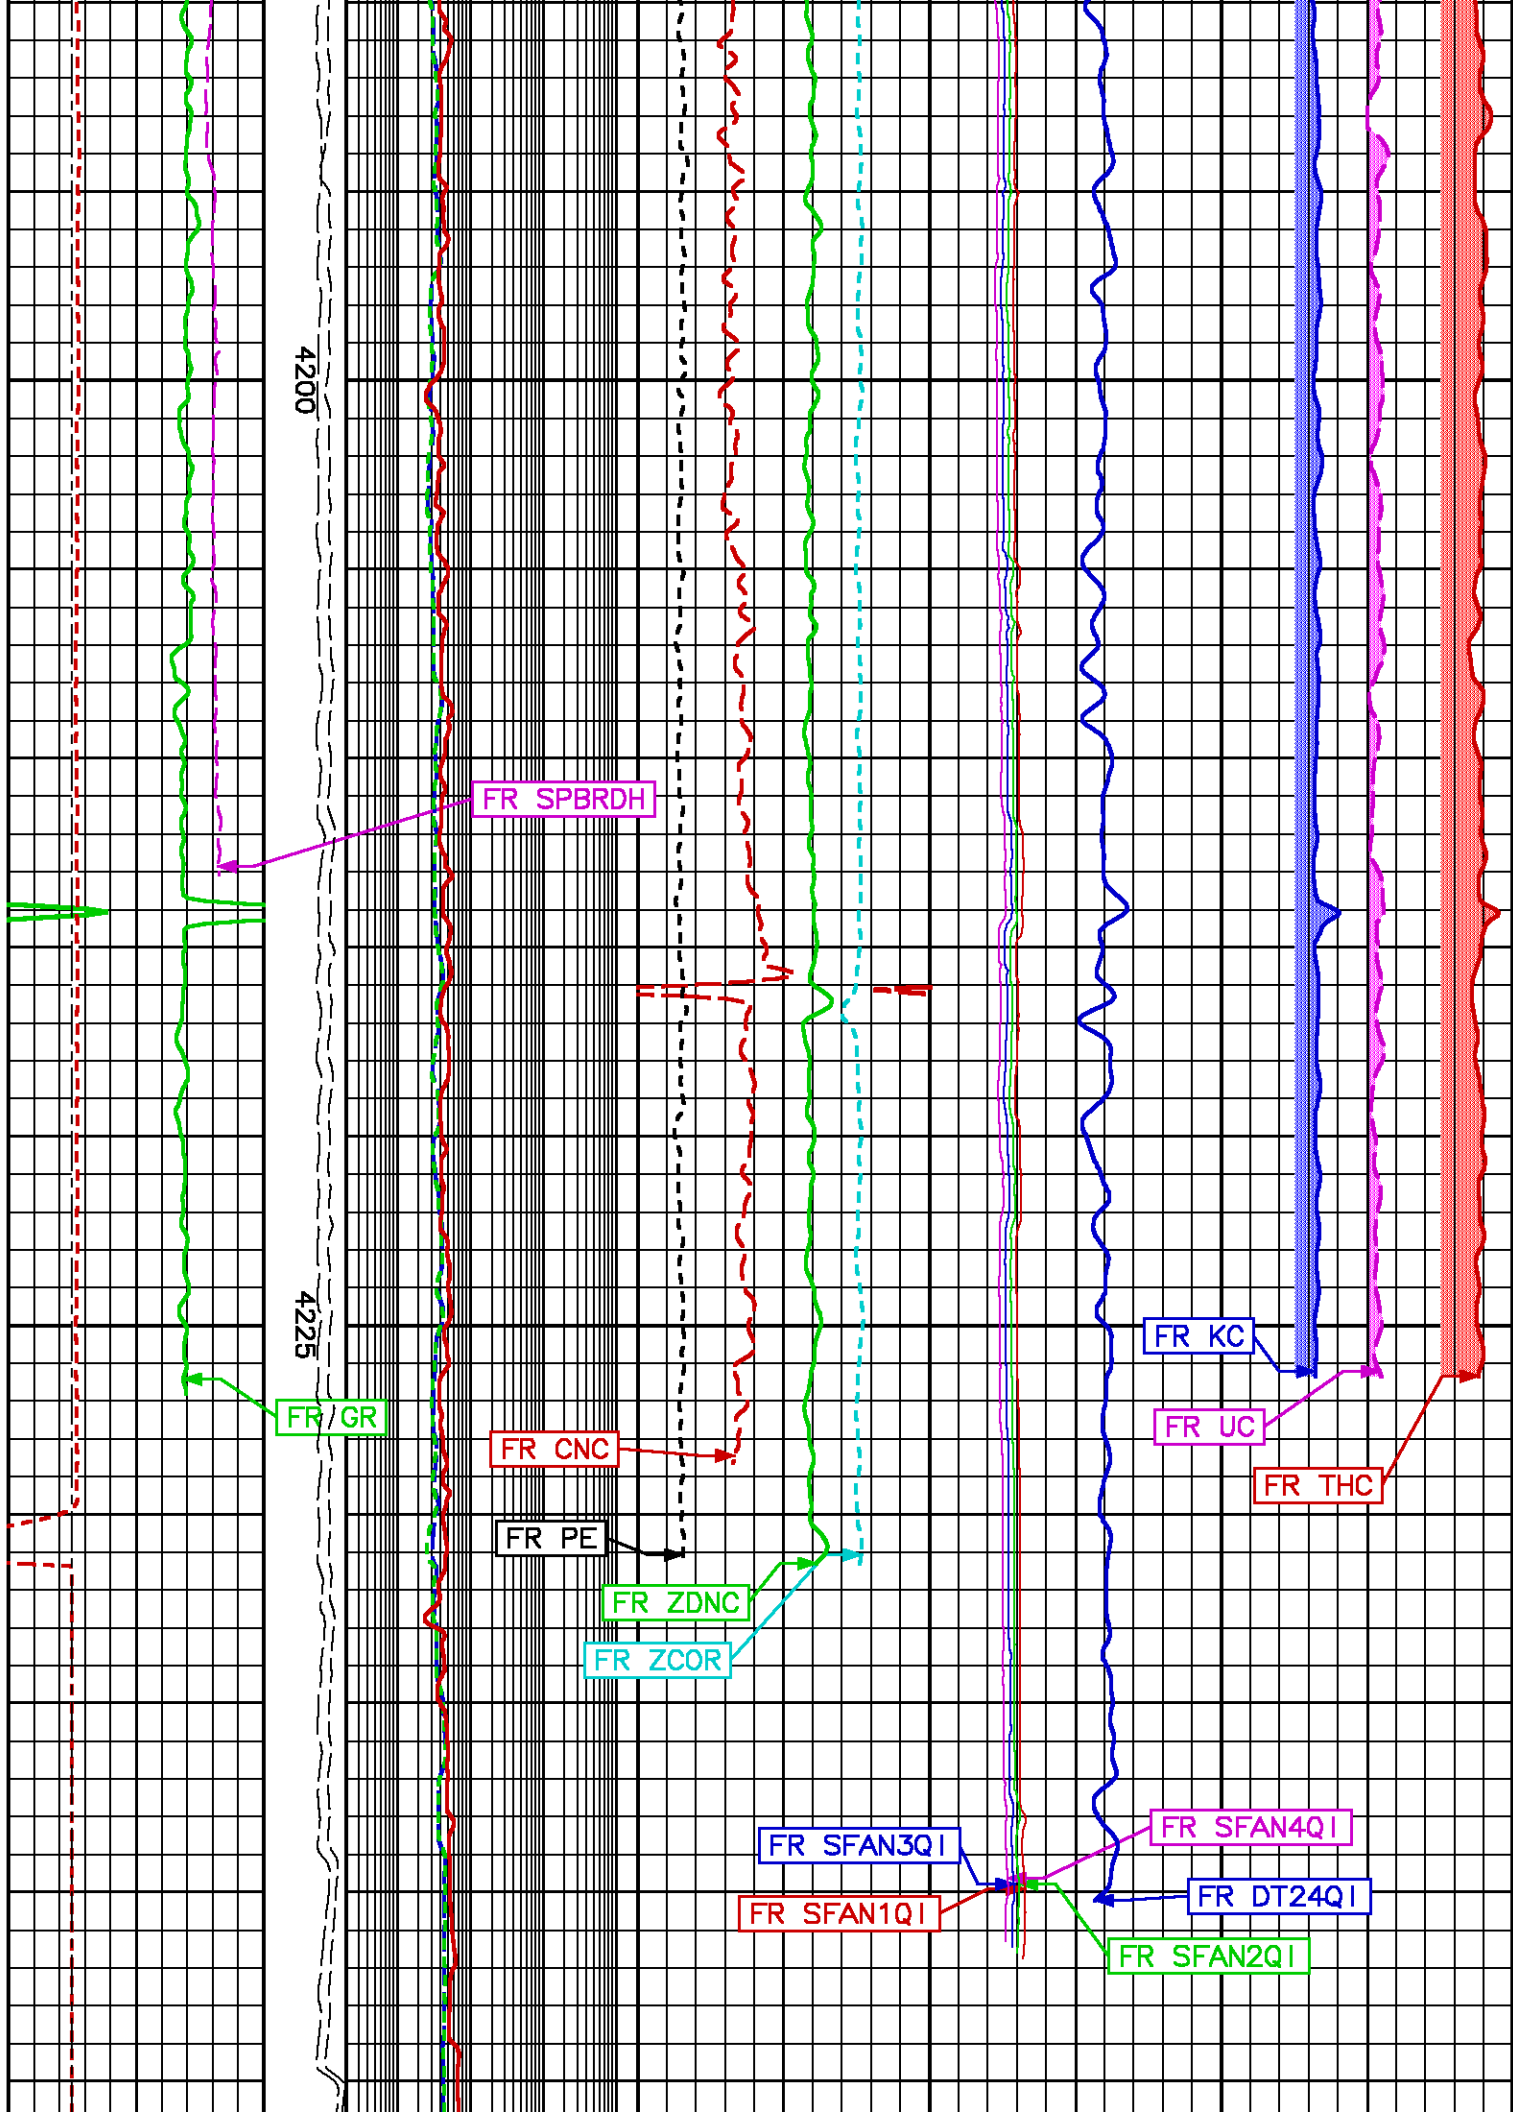 4200
FR SPBRDH
4225
FR KC
FR GR
FR UC
FR CNC
FR THC
FR PE
FR ZDNC
FR ZCOR
FR SFAN4QI
FR SFAN3QI
FR DT24QI
FR SFAN1QI
FR SFAN2QI